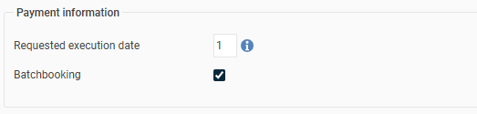 Payment information
Requested execution date 1
Batchbooking